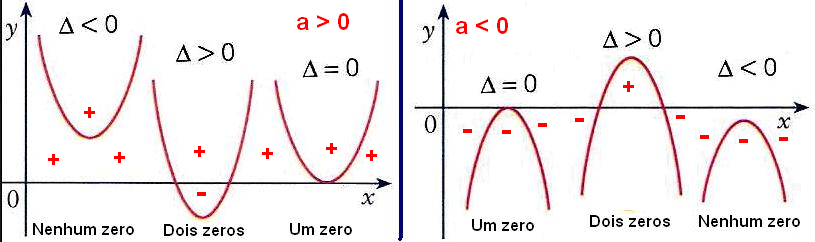 y
Δ < 0
a > 0
Δ > 0
Δ = 0
+
+
+
+
+
+
+
-
0
x
Nenhum zero
Dois zeros
Um zero
y
a < 0
Δ > 0
Δ = 0
Δ < 0
+
-
-
-
-
-
-
-
-
0
x
Um zero
Dois zeros
Nenhum zero